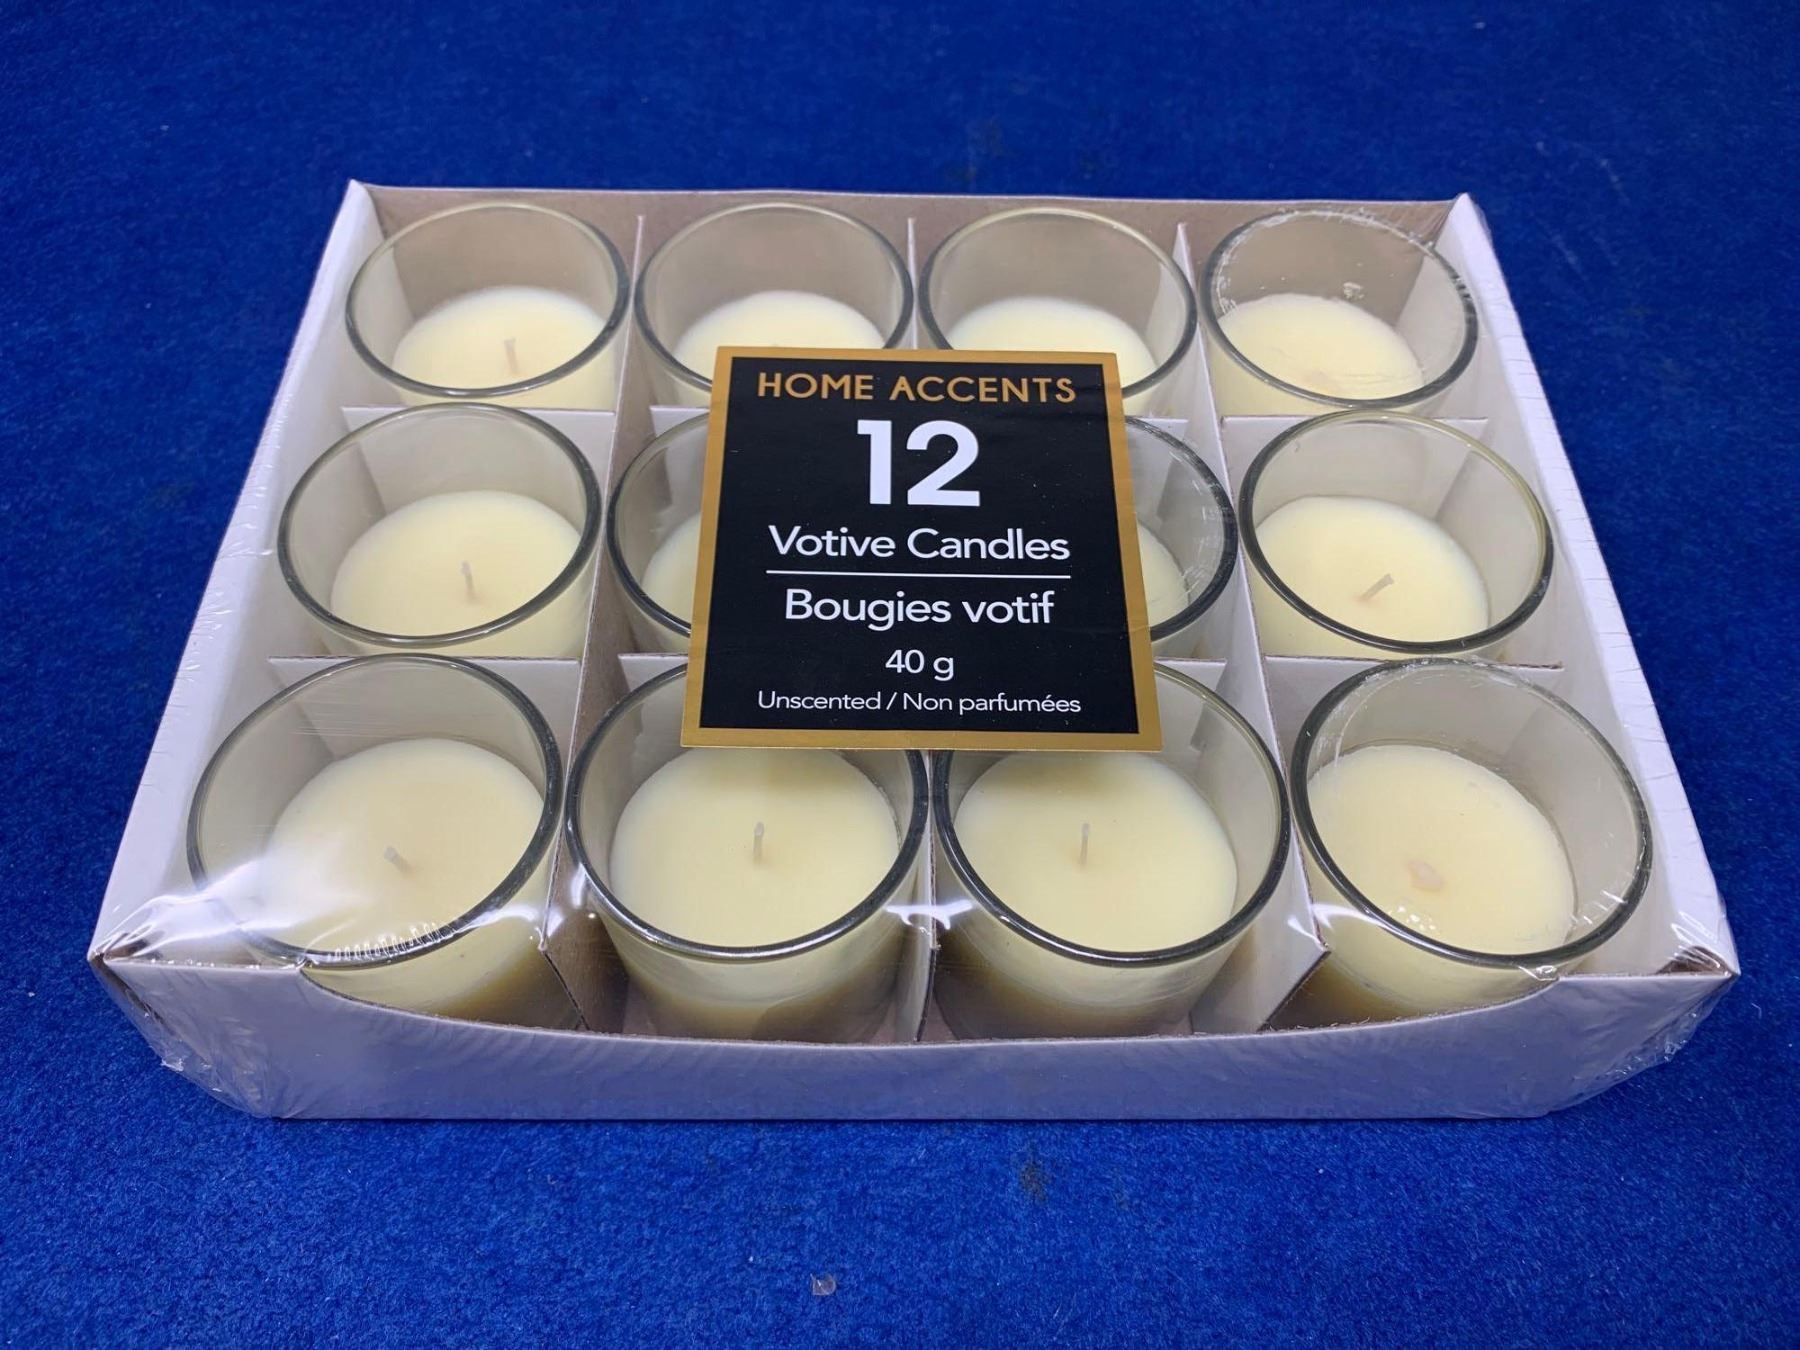 HOME ACCENTS
12
Votive Candles
Bougies votif
40 g
Unscented / Non parfumées